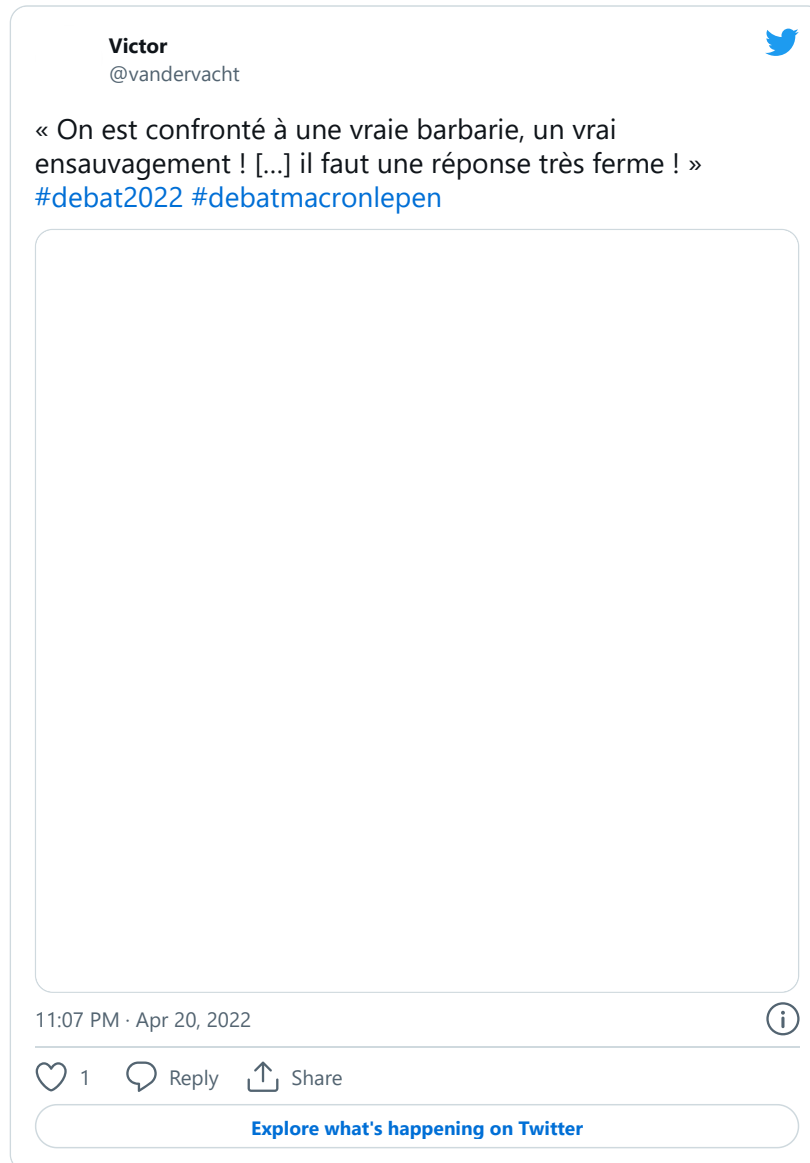 Victor
@vandervacht
« On est confronté à une vraie barbarie, un vrai
ensauvagement ! [...] il faut une réponse très ferme ! »
#debat2022 #debatmacronlepen
11:07 PM · Apr 20, 2022
1 Reply Share
Explore what's happening on Twitter